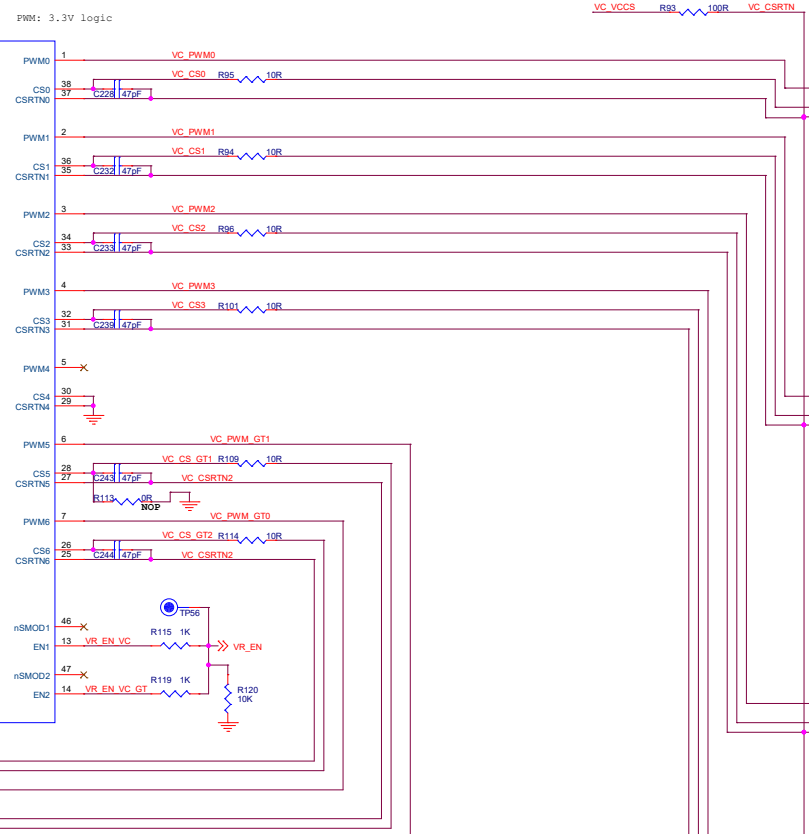 VC_VCCS R93 100R VC_CSRTN
PWM: 3.3V logic
PWM0 1 VC_PWM0
CS0 38 VC_CS0 R95 10R
CSRTN0 37 C228 47pF
PWM1 2 VC_PWM1
CS1 36 VC_CS1 R94 10R
CSRTN1 35 C232 47pF
PWM2 3 VC_PWM2
CS2 34 VC_CS2 R96 10R
CSRTN2 33 C233 47pF
PWM3 4 VC_PWM3
CS3 32 VC_CS3 R101 10R
CSRTN3 31 C239 47pF
PWM4 5
CS4 30
CSRTN4 29
PWM5 6 VC_PWM_GT1
CS5 28 VC_CS_GT1 R109 10R
CSRTN5 27 C243 47pF VC_CSRTN2
R113 0R
NOP
PWM6 7 VC_PWM_GT0
CS6 26 VC_CS_GT2 R114 10R
CSRTN6 25 C244 47pF VC_CSRTN2
TP56
nSMOD1 46
R115 1K
EN1 13 VR_EN_VC VR_EN
nSMOD2 47
R119 1K
EN2 14 VR_EN_VC_GT
R120
10K